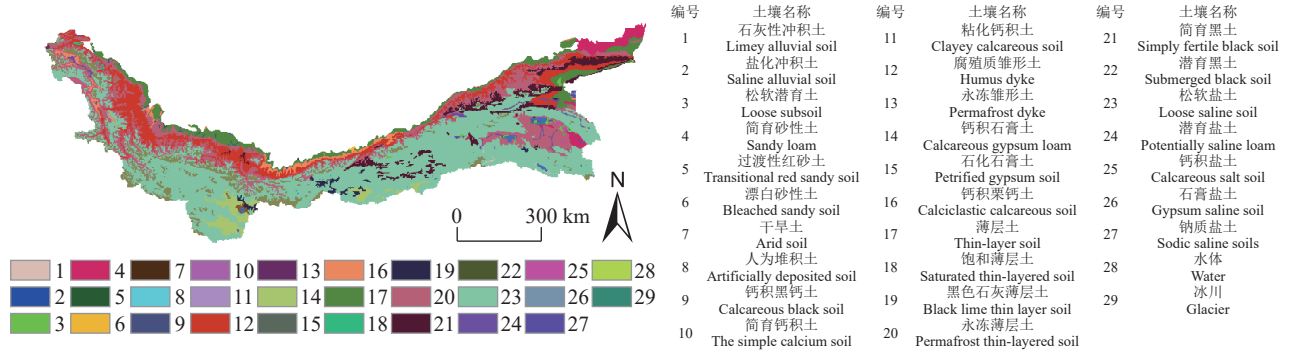 N
0 300 km
1 4 7 10 13 16 19 22 25 28
2 5 8 11 14 17 20 23 26 29
3 6 9 12 15 18 21 24 27
编号 土壤名称 编号 土壤名称 编号 土壤名称
1 石灰性冲积土
Limey alluvial soil
2 盐化冲积土
Saline alluvial soil
3 松软潜育土
Loose subsoil
4 简育砂性土
Sandy loam
5 过渡性红砂土
Transitional red sandy soil
6 漂白砂性土
Bleached sandy soil
7 干旱土
Arid soil
8 人为堆积土
Artificially deposited soil
9 钙积黑钙土
Calcareous black soil
10 简育钙积土
The simple calcium soil
11 粘化钙积土
Clayey calcareous soil
12 腐殖质雏形土
Humus dyke
13 永冻雏形土
Permafrost dyke
14 钙积石膏土
Calcareous gypsum loam
15 石化石膏土
Petrified gypsum soil
16 钙积栗钙土
Calciclastic calcareous soil
17 薄层土
Thin-layer soil
18 饱和薄层土
Saturated thin-layered soil
19 黑色石灰薄层土
Black lime thin layer soil
20 永冻薄层土
Permafrost thin-layered soil
21 简育黑土
Simply fertile black soil
22 潜育黑土
Submerged black soil
23 松软盐土
Loose saline soil
24 潜育盐土
Potentially saline loam
25 钙积盐土
Calcareous salt soil
26 石膏盐土
Gypsum saline soil
27 钠质盐土
Sodic saline soils
28 水体
Water
29 冰川
Glacier